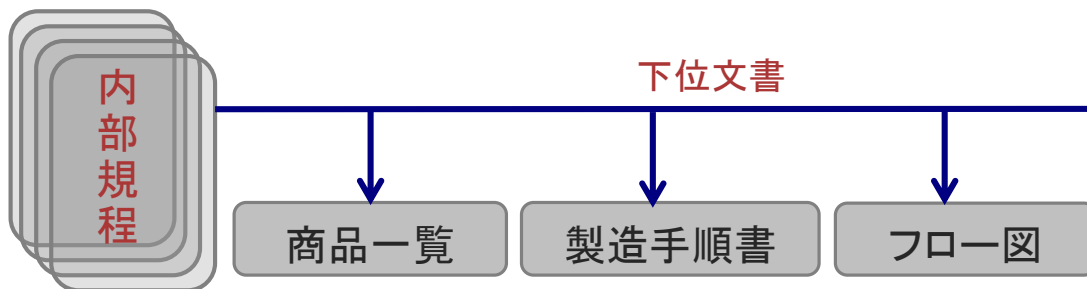 内部規程
下位文書
商品一覧
製造手順書
フロー図